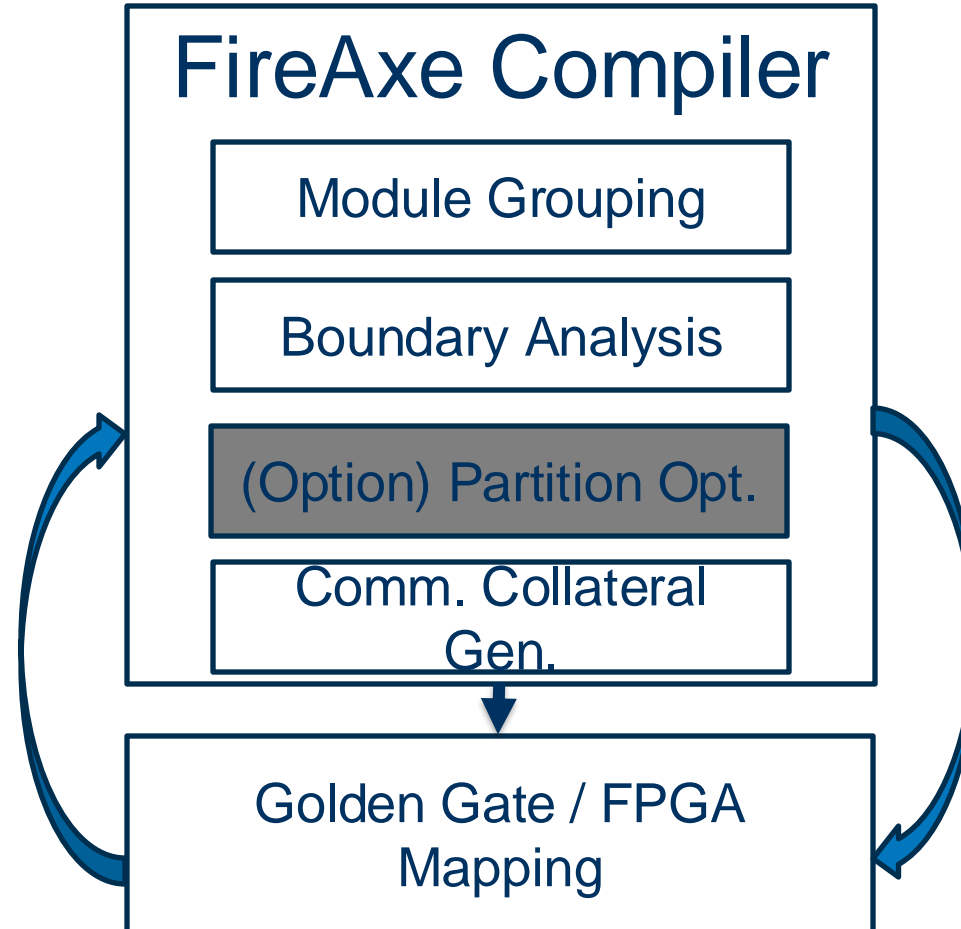 FireAxe Compiler
Module Grouping
Boundary Analysis
(Option) Partition Opt.
Comm. Collateral
Gen.
Golden Gate / FPGA
Mapping